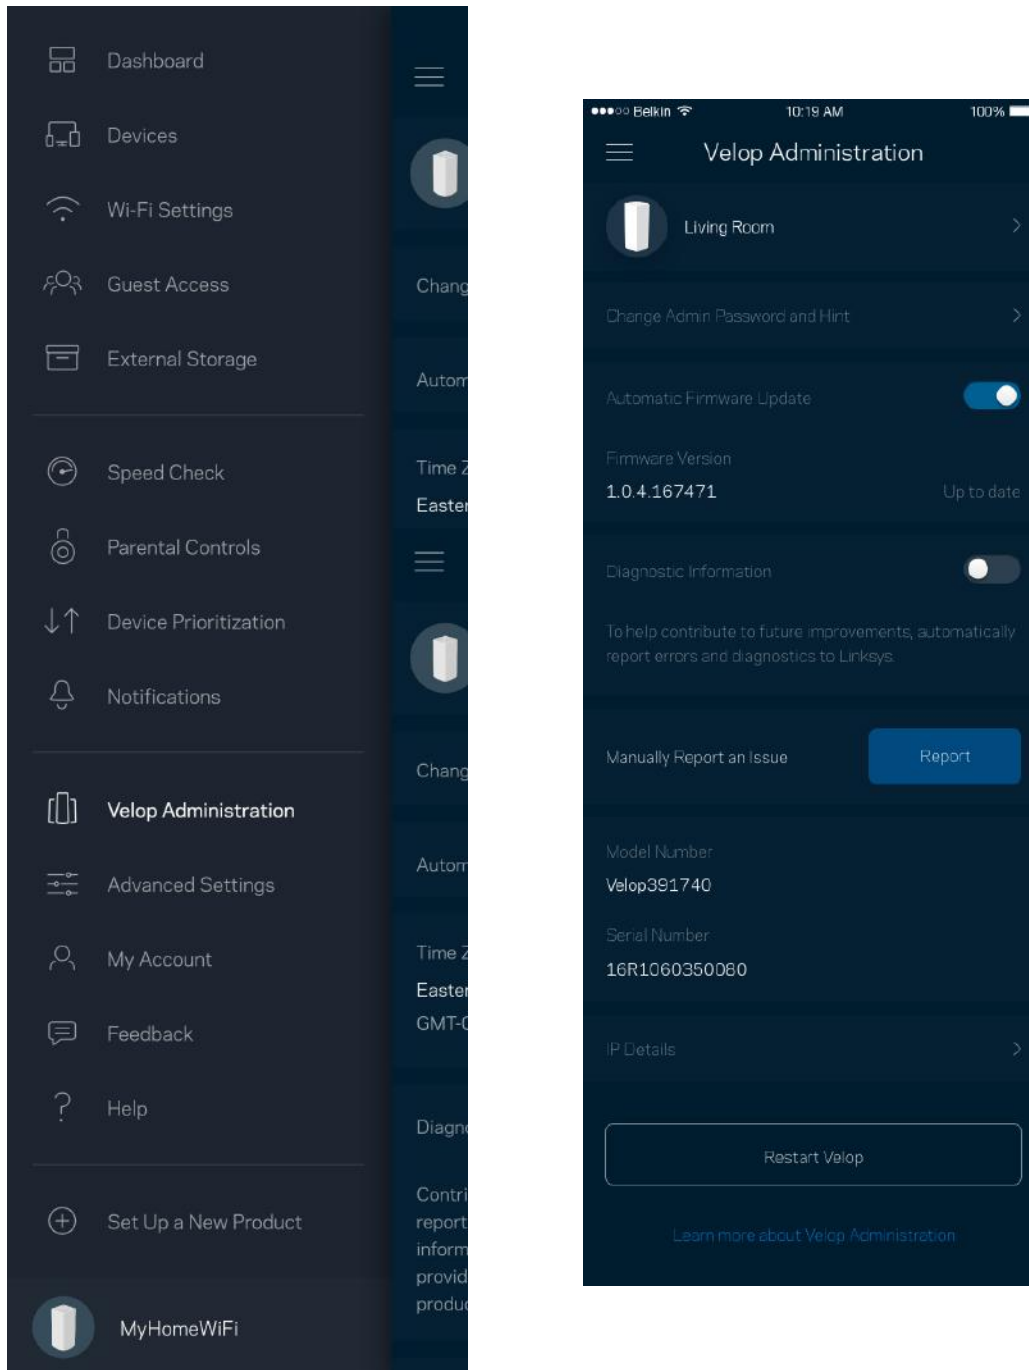 Dashboard
Devices
Wi-Fi Settings
Guest Access
External Storage
Speed Check
Parental Controls
Device Prioritization
Notifications
Velop Administration
Advanced Settings
My Account
Feedback
Help
Set Up a New Product
MyHomeWiFi
Chang
Autom
Time Z
Easter
Chang
Autom
Time Z
Easter
GMT-0
Diagno
Contri
report
inform
provid
produc
Belkin 10:19 AM 100%
Velop Administration
Living Room
Change Admin Password and Hint
Automatic Firmware Update
Firmware Version
1.0.4.167471 Up to date
Diagnostic Information
To help contribute to future improvements, automatically
report errors and diagnostics to Linksys.
Manually Report an Issue Report
Model Number
Velop391740
Serial Number
16R1060350080
IP Details
Restart Velop
Learn more about Velop Administration